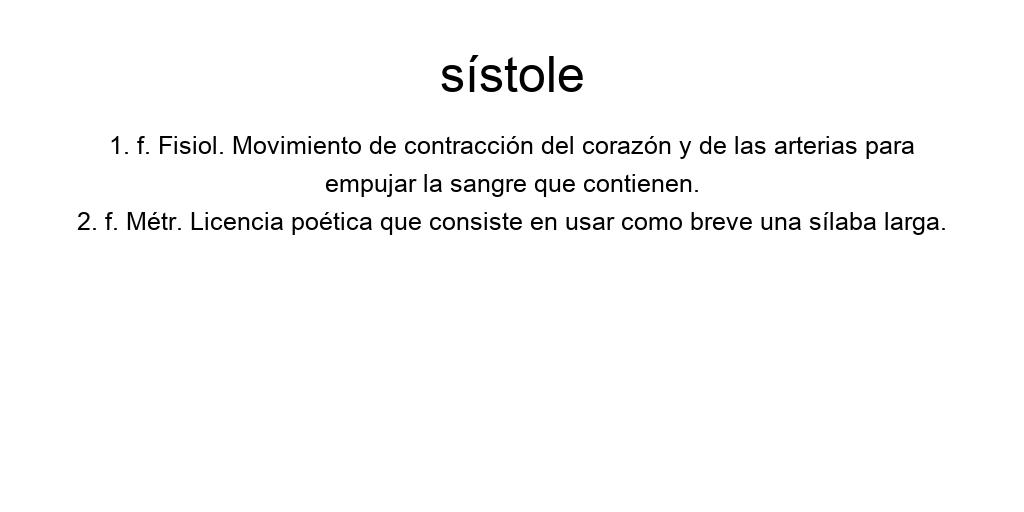 sístole
1. f. Fisiol. Movimiento de contracción del corazón y de las arterias para
empujar la sangre que contienen.
2. f. Métr. Licencia poética que consiste en usar como breve una sílaba larga.